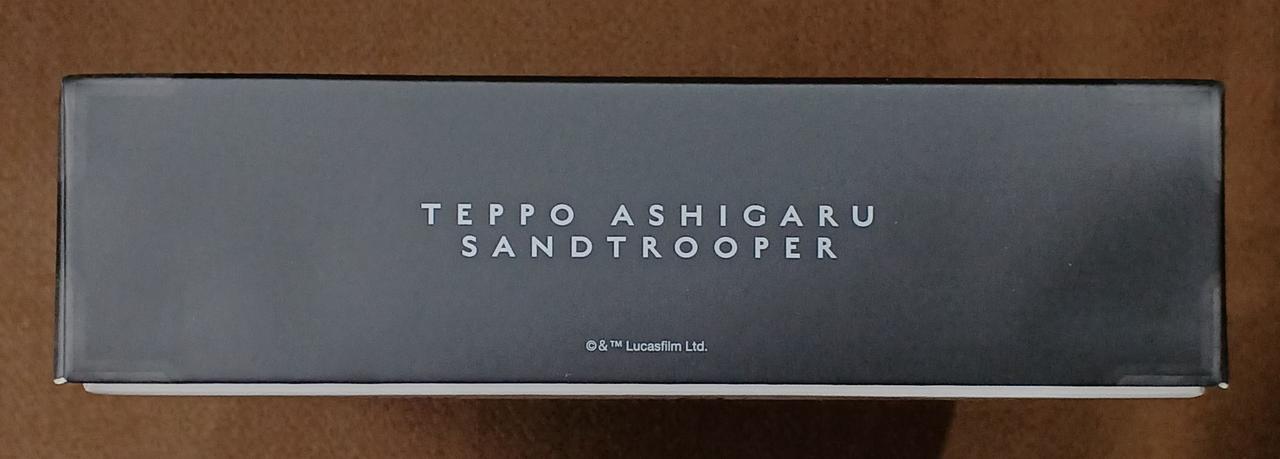 TEPPO ASHIGARU
SANDTROOPER
©&™ Lucasfilm Ltd.